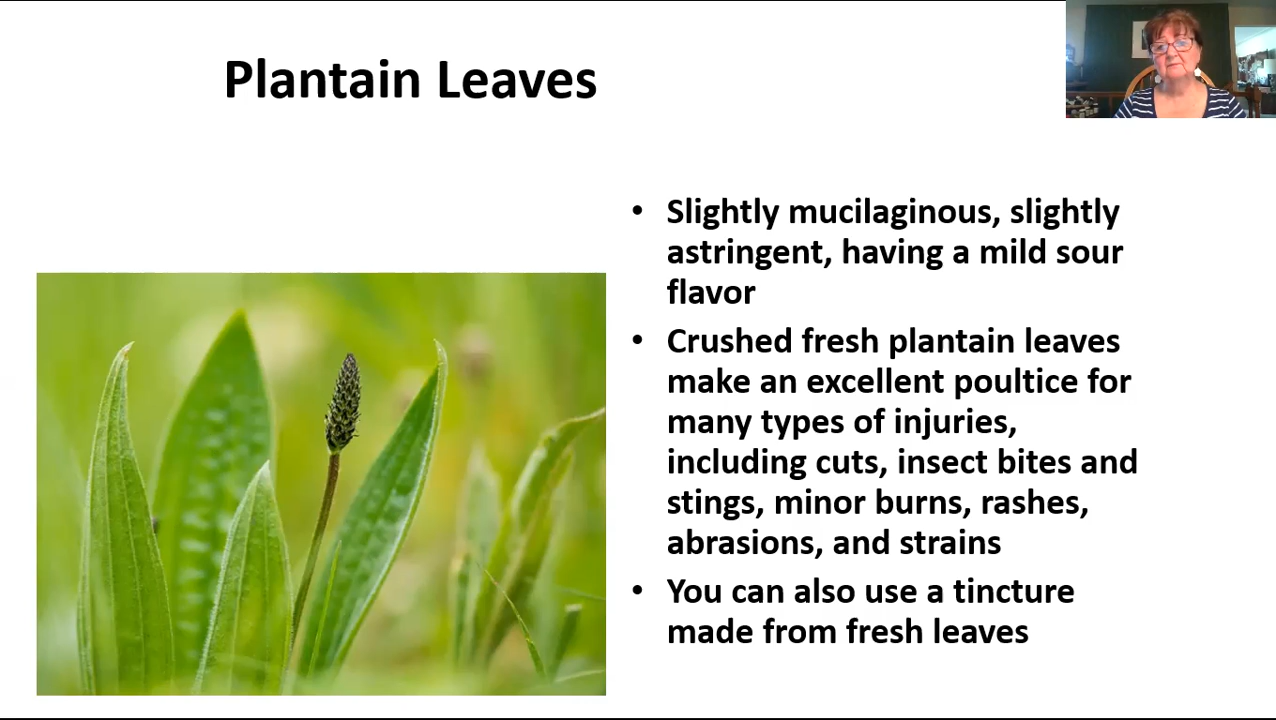 Plantain Leaves
• Slightly mucilaginous, slightly
astringent, having a mild sour
flavor
• Crushed fresh plantain leaves
make an excellent poultice for
many types of injuries,
including cuts, insect bites and
stings, minor burns, rashes,
abrasions, and strains
• You can also use a tincture
made from fresh leaves